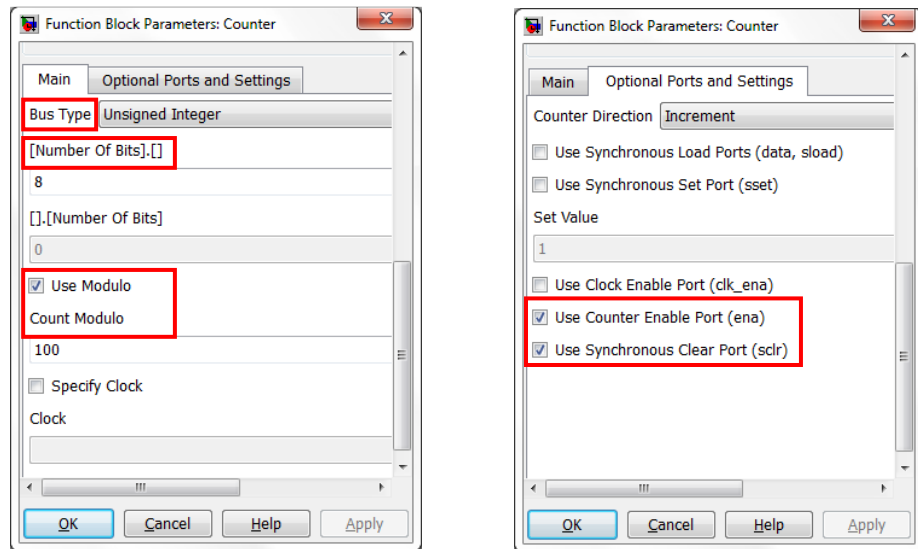 Function Block Parameters: Counter
Main Optional Ports and Settings
Bus Type Unsigned Integer
[Number Of Bits].[]
8
[].[Number Of Bits]
0
Use Modulo
Count Modulo
100
Specify Clock
Clock
OK Cancel Help Apply
Function Block Parameters: Counter
Main Optional Ports and Settings
Counter Direction Increment
Use Synchronous Load Ports (data, sload)
Use Synchronous Set Port (sset)
Set Value
1
Use Clock Enable Port (clk_ena)
Use Counter Enable Port (ena)
Use Synchronous Clear Port (sclr)
OK Cancel Help Apply